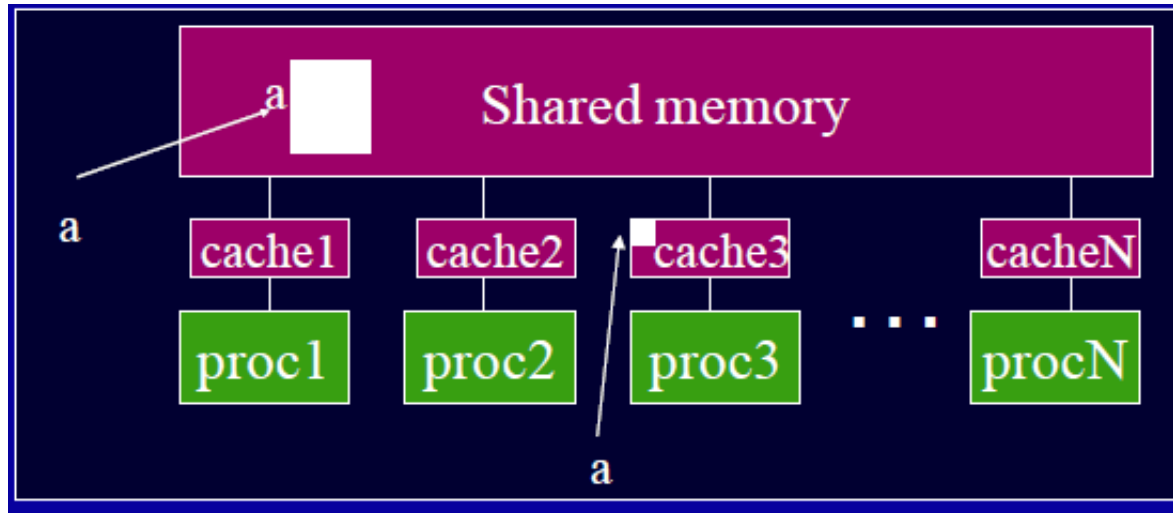 a
Shared memory
a
cache1 cache2 cache3 cacheN
proc1 proc2 proc3 ... procN
a